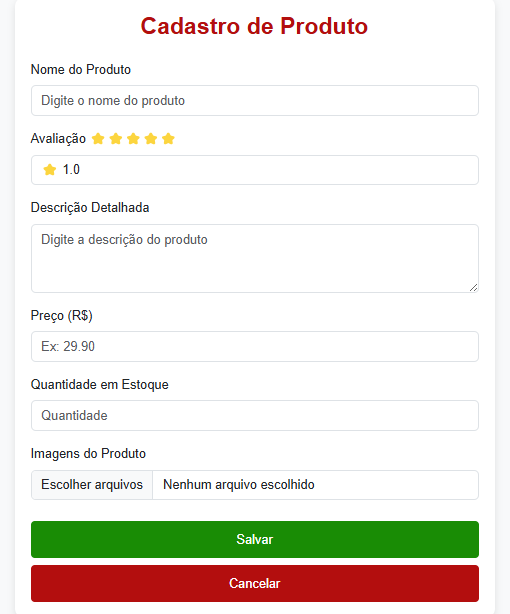 Cadastro de Produto
Nome do Produto
Digite o nome do produto
Avaliação ⭐⭐⭐⭐⭐
⭐ 1.0
Descrição Detalhada
Digite a descrição do produto
Preço (R$)
Ex: 29.90
Quantidade em Estoque
Quantidade
Imagens do Produto
Escolher arquivos Nenhum arquivo escolhido
Salvar
Cancelar